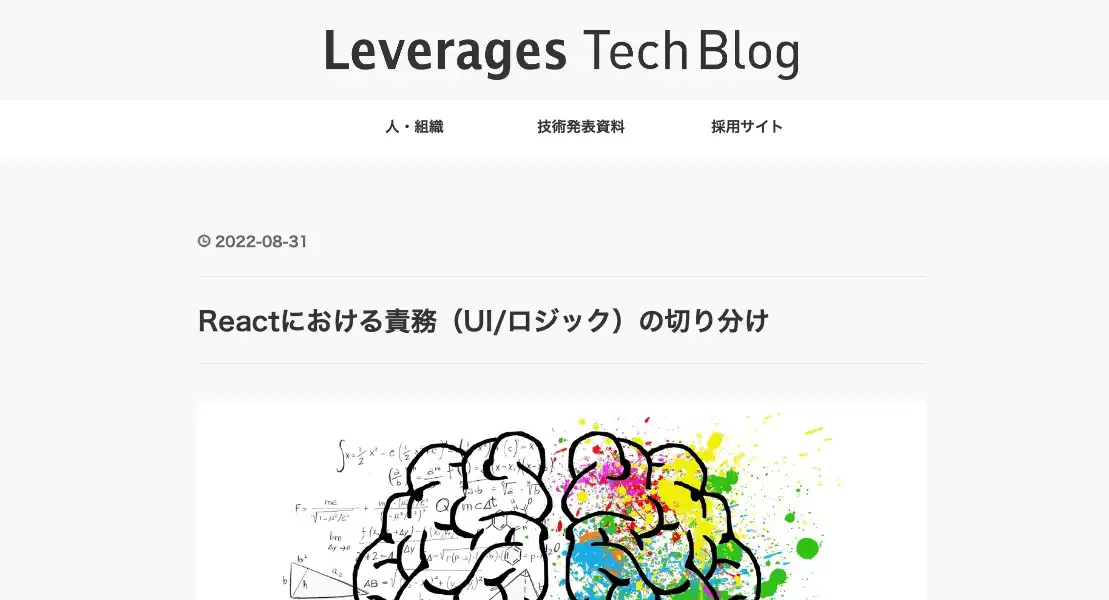 Leverages Tech Blog
人・組織
技術発表資料
採用サイト
2022-08-31
Reactにおける責務（UI/ロジック）の切り分け